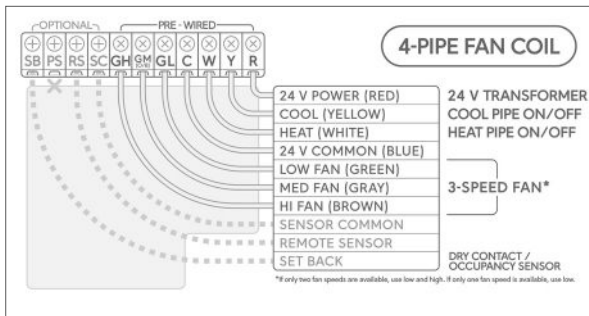 OPTIONAL
PRE - WIRED
SB PS RS SC GH GM GL C W Y R
4-PIPE FAN COIL
24 V POWER (RED)
24 V TRANSFORMER
COOL (YELLOW)
COOL PIPE ON/OFF
HEAT (WHITE)
HEAT PIPE ON/OFF
24 V COMMON (BLUE)
LOW FAN (GREEN)
MED FAN (GRAY)
3-SPEED FAN*
HI FAN (BROWN)
SENSOR COMMON
REMOTE SENSOR
SET BACK
DRY CONTACT /
OCCUPANCY SENSOR
*If only two fan speeds are available, use low and high. If only one fan speed is available, use low.